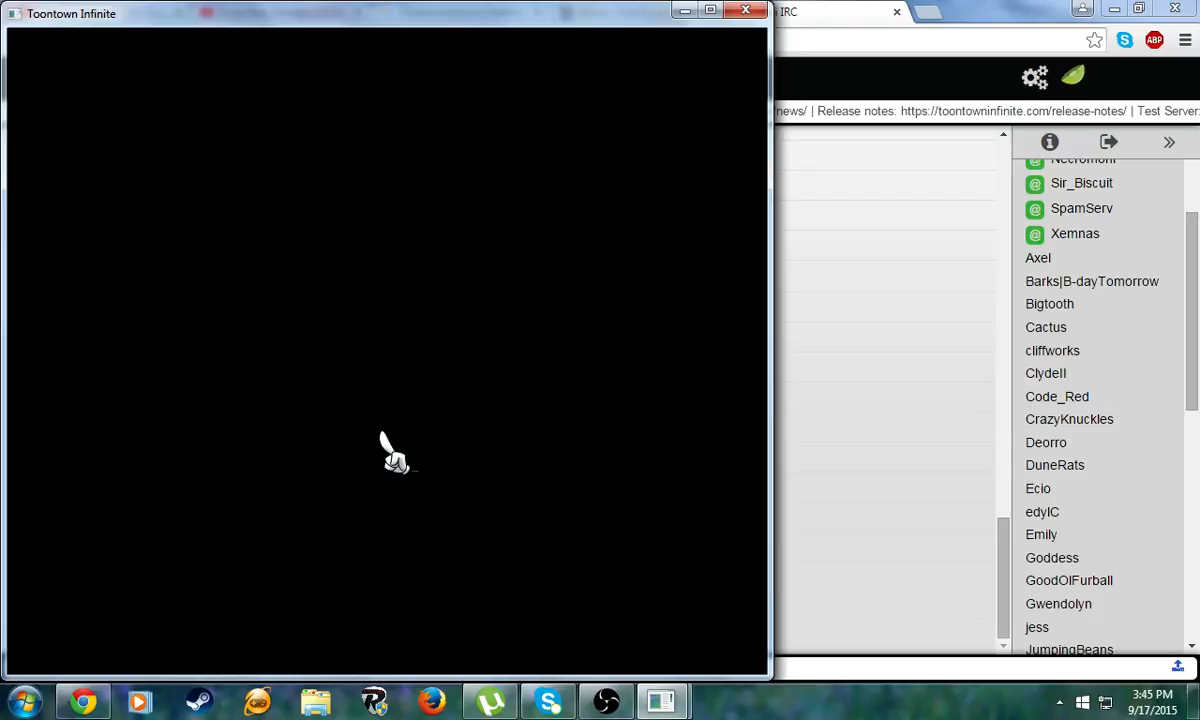 Toontown Infinite
IRC
ABP
news/ | Release notes: https://toontowninfinite.com/release-notes/ | Test Server:
Necromoni
Sir_Biscuit
@
SpamServ
@
Xemnas
@
Axel
Barks|B-dayTomorrow
Bigtooth
Cactus
cliffworks
ClydeII
Code_Red
CrazyKnuckles
Deorro
DuneRats
Ecio
edyIC
Emily
Goddess
GoodOlFurball
Gwendolyn
jess
JumpingBeans
3:45 PM
9/17/2015